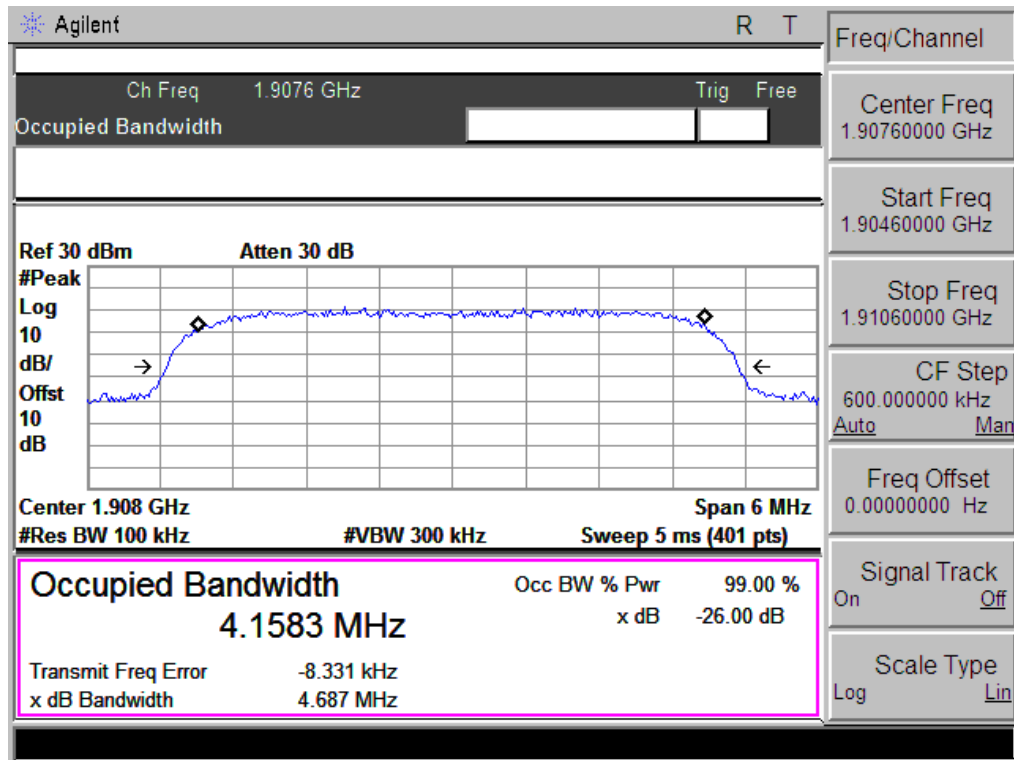 Agilent R T
Ch Freq 1.9076 GHz Trig Free
Occupied Bandwidth
Ref 30 dBm Atten 30 dB
#Peak
Log
10
dB/
Offst
10
dB
Center 1.908 GHz Span 6 MHz
#Res BW 100 kHz #VBW 300 kHz Sweep 5 ms (401 pts)
Occupied Bandwidth Occ BW % Pwr 99.00 %
4.1583 MHz x dB -26.00 dB
Transmit Freq Error -8.331 kHz
x dB Bandwidth 4.687 MHz
Freq/Channel
Center Freq
1.90760000 GHz
Start Freq
1.90460000 GHz
Stop Freq
1.91060000 GHz
CF Step
600.000000 kHz
Auto Man
Freq Offset
0.00000000 Hz
Signal Track
On Off
Scale Type
Log Lin